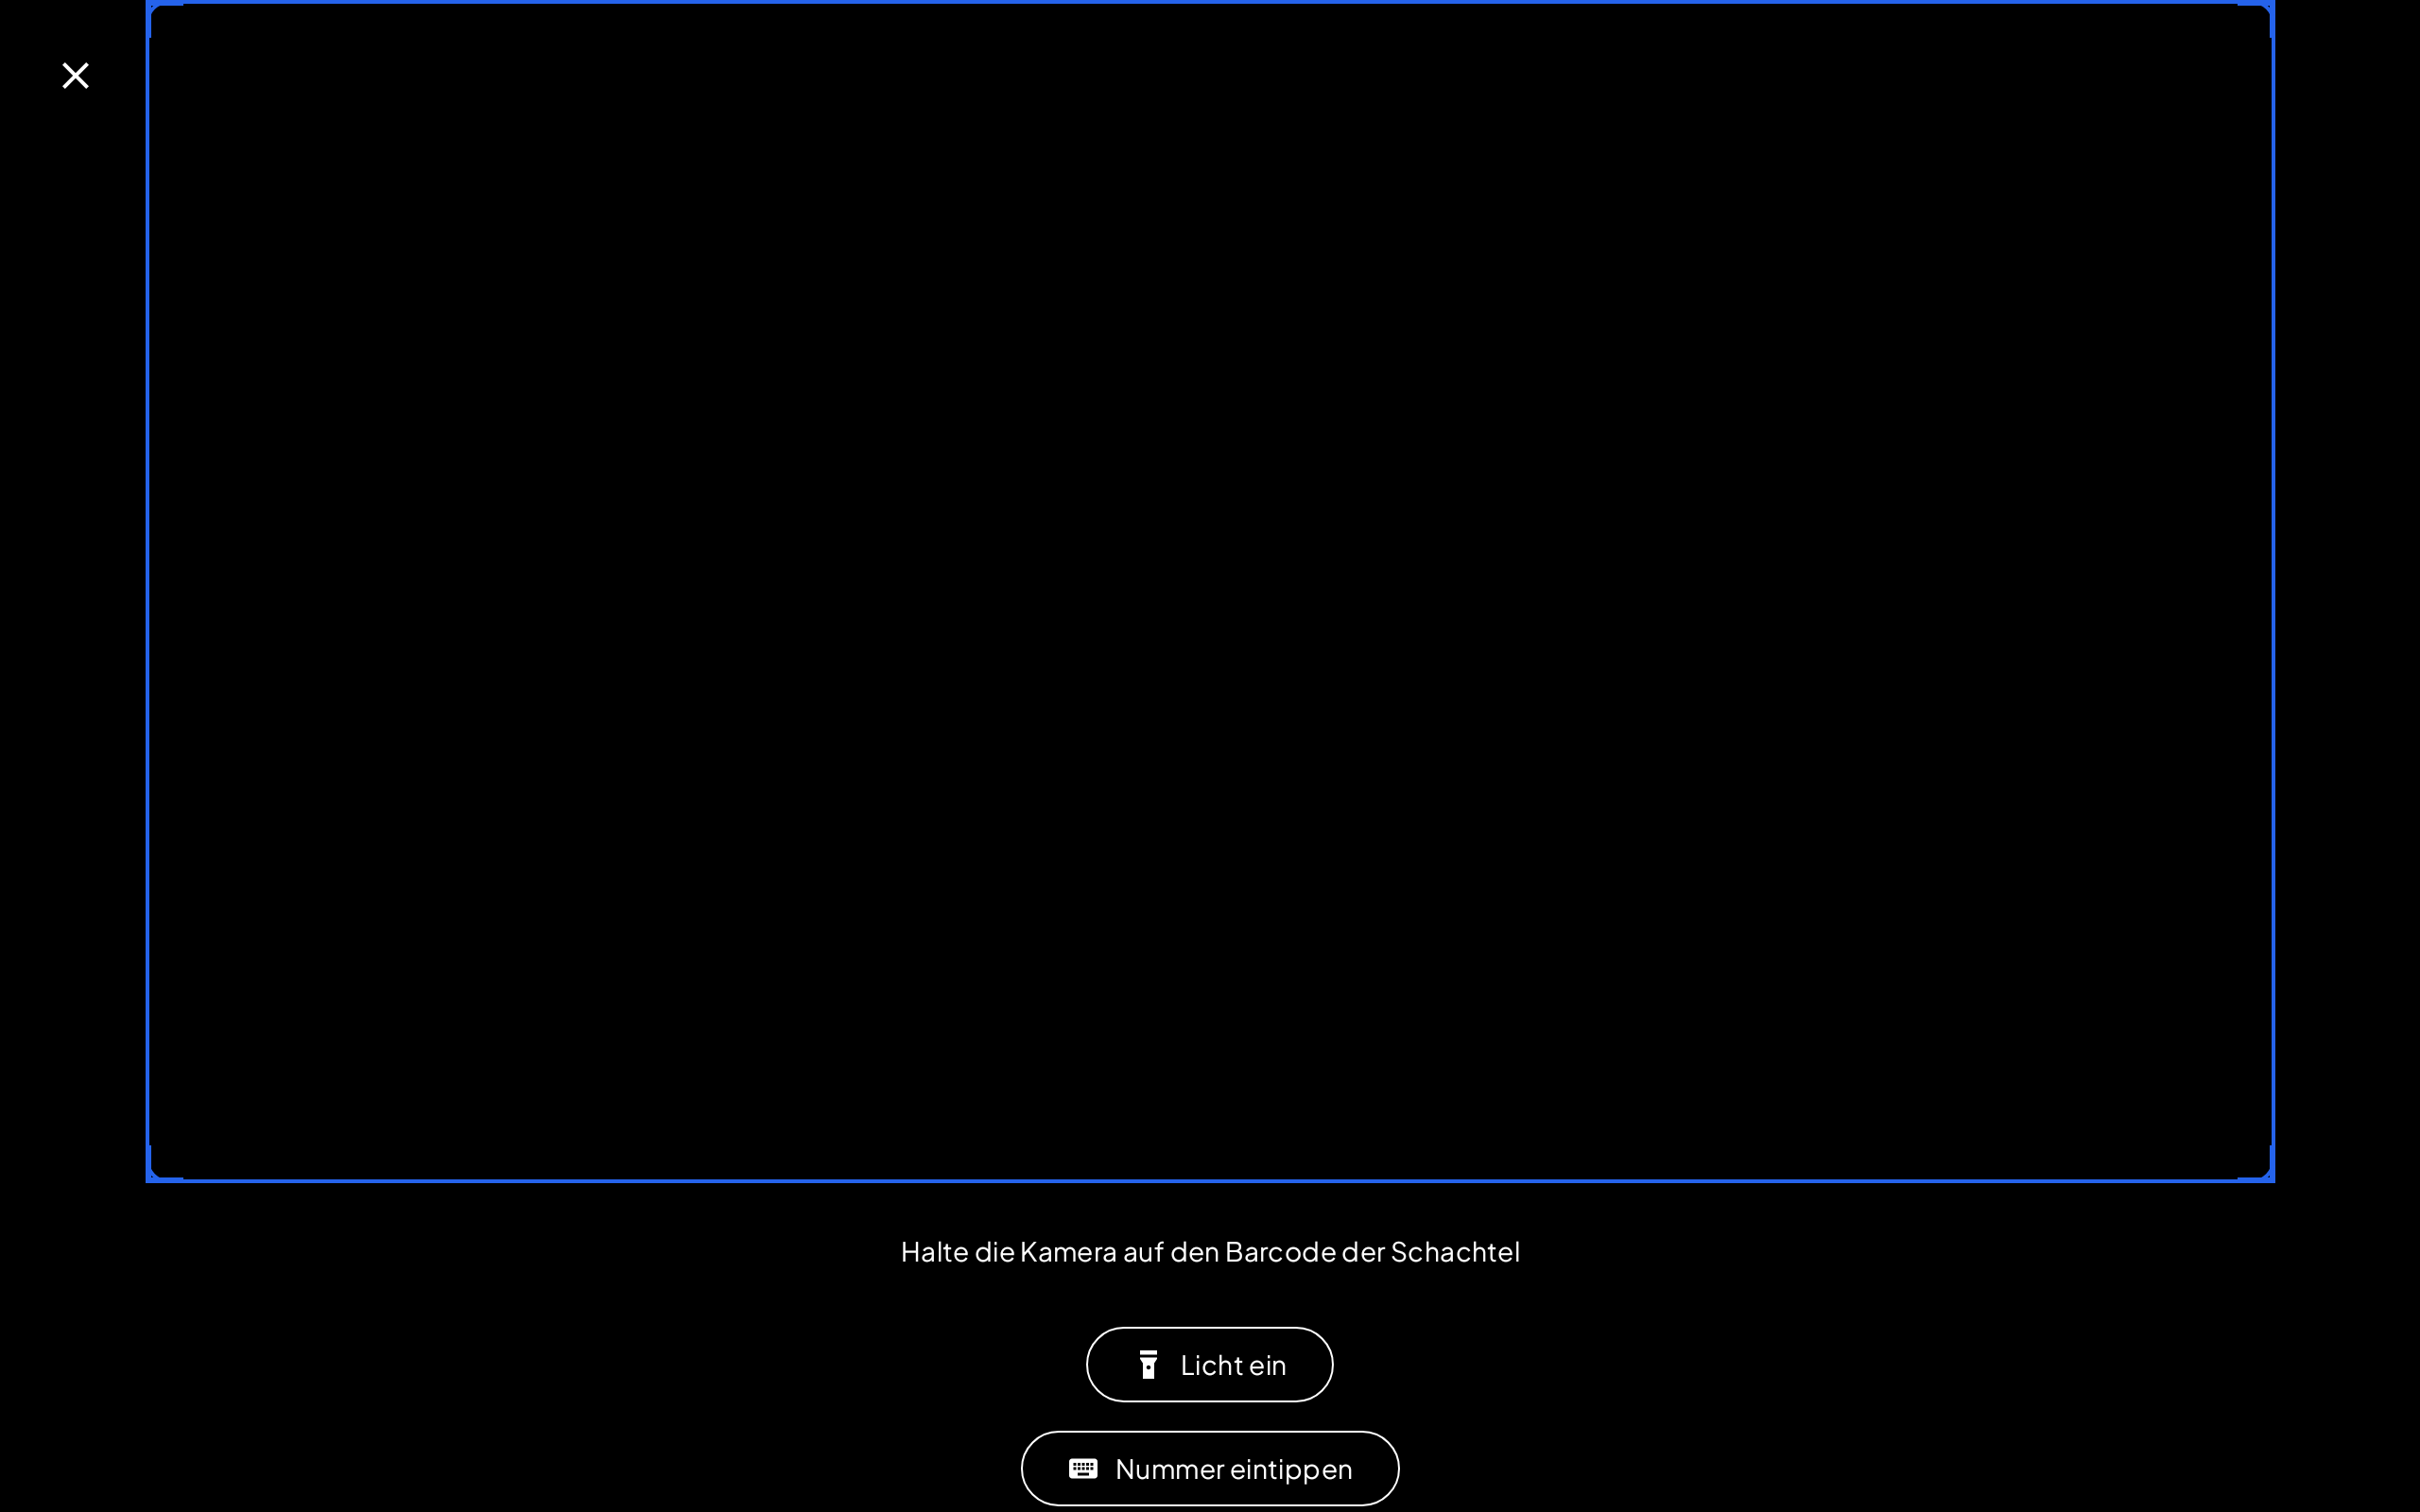 Halte die Kamera auf den Barcode der Schachtel
Licht ein
Nummer eintippen